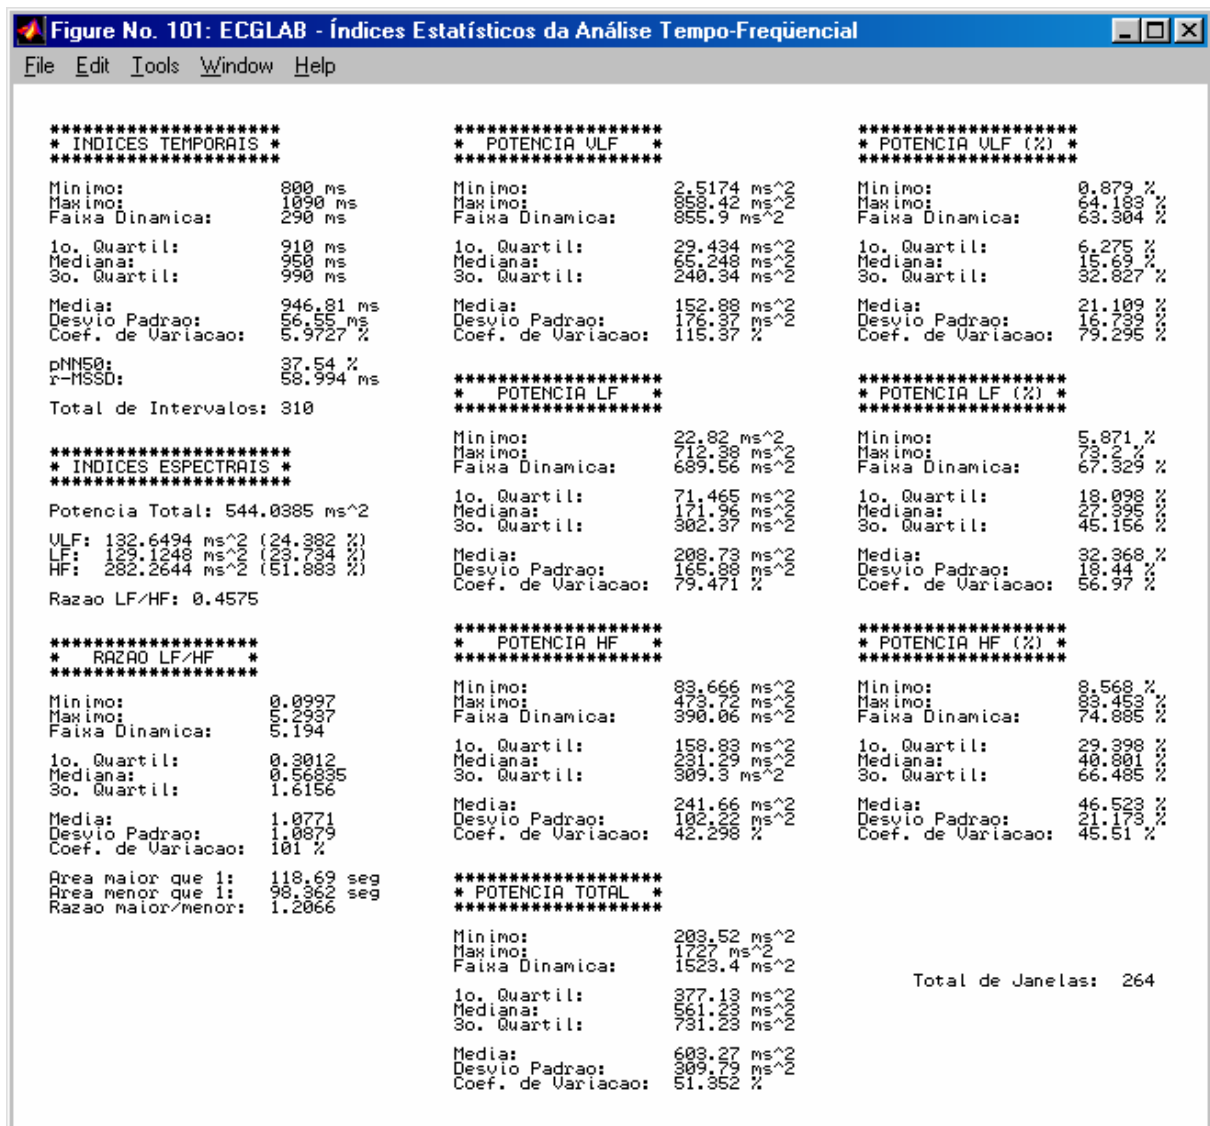 Figure No. 101: ECGLAB - Índices Estatísticos da Análise Tempo-Freqüencial
File Edit Tools Window Help
*********************
* INDICES TEMPORAIS *
*********************
Minimo: 800 ms
Maximo: 1090 ms
Faixa Dinamica: 290 ms
1o. Quartil: 910 ms
Mediana: 950 ms
3o. Quartil: 990 ms
Media: 946.81 ms
Desvio Padrao: 56.55 ms
Coef. de Variacao: 5.9727 %
pNN50: 37.54 %
r-MSSD: 58.994 ms
Total de Intervalos: 310
**********************
* INDICES ESPECTRAIS *
**********************
Potencia Total: 544.0385 ms^2
VLF: 132.6494 ms^2 (24.382 %)
LF: 129.1248 ms^2 (23.734 %)
HF: 282.2644 ms^2 (51.883 %)
Razao LF/HF: 0.4575
*******************
* RAZAO LF/HF *
*******************
Minimo: 0.0997
Maximo: 5.2937
Faixa Dinamica: 5.194
1o. Quartil: 0.3012
Mediana: 0.56835
3o. Quartil: 1.6156
Media: 1.0771
Desvio Padrao: 1.0879
Coef. de Variacao: 101 %
Area maior que 1: 118.69 seg
Area menor que 1: 98.362 seg
Razao maior/menor: 1.2066
*******************
* POTENCIA VLF *
*******************
Minimo: 2.5174 ms^2
Maximo: 858.42 ms^2
Faixa Dinamica: 855.9 ms^2
1o. Quartil: 29.434 ms^2
Mediana: 65.248 ms^2
3o. Quartil: 240.34 ms^2
Media: 152.88 ms^2
Desvio Padrao: 176.37 ms^2
Coef. de Variacao: 115.37 %
*******************
* POTENCIA LF *
*******************
Minimo: 22.82 ms^2
Maximo: 712.38 ms^2
Faixa Dinamica: 689.56 ms^2
1o. Quartil: 71.465 ms^2
Mediana: 171.96 ms^2
3o. Quartil: 302.37 ms^2
Media: 208.73 ms^2
Desvio Padrao: 165.88 ms^2
Coef. de Variacao: 79.471 %
*******************
* POTENCIA HF *
*******************
Minimo: 83.666 ms^2
Maximo: 473.72 ms^2
Faixa Dinamica: 390.06 ms^2
1o. Quartil: 158.83 ms^2
Mediana: 231.29 ms^2
3o. Quartil: 309.3 ms^2
Media: 241.66 ms^2
Desvio Padrao: 102.22 ms^2
Coef. de Variacao: 42.298 %
*******************
* POTENCIA TOTAL *
*******************
Minimo: 203.52 ms^2
Maximo: 1727 ms^2
Faixa Dinamica: 1523.4 ms^2
1o. Quartil: 377.13 ms^2
Mediana: 561.23 ms^2
3o. Quartil: 731.23 ms^2
Media: 603.27 ms^2
Desvio Padrao: 309.79 ms^2
Coef. de Variacao: 51.352 %
********************
* POTENCIA VLF (%) *
********************
Minimo: 0.879 %
Maximo: 64.183 %
Faixa Dinamica: 63.304 %
1o. Quartil: 6.275 %
Mediana: 15.69 %
3o. Quartil: 32.827 %
Media: 21.109 %
Desvio Padrao: 16.739 %
Coef. de Variacao: 79.295 %
*******************
* POTENCIA LF (%) *
*******************
Minimo: 5.871 %
Maximo: 73.2 %
Faixa Dinamica: 67.329 %
1o. Quartil: 18.098 %
Mediana: 27.395 %
3o. Quartil: 45.156 %
Media: 32.368 %
Desvio Padrao: 18.44 %
Coef. de Variacao: 56.97 %
*******************
* POTENCIA HF (%) *
*******************
Minimo: 8.568 %
Maximo: 83.453 %
Faixa Dinamica: 74.885 %
1o. Quartil: 29.398 %
Mediana: 40.801 %
3o. Quartil: 66.485 %
Media: 46.523 %
Desvio Padrao: 21.173 %
Coef. de Variacao: 45.51 %
Total de Janelas: 264